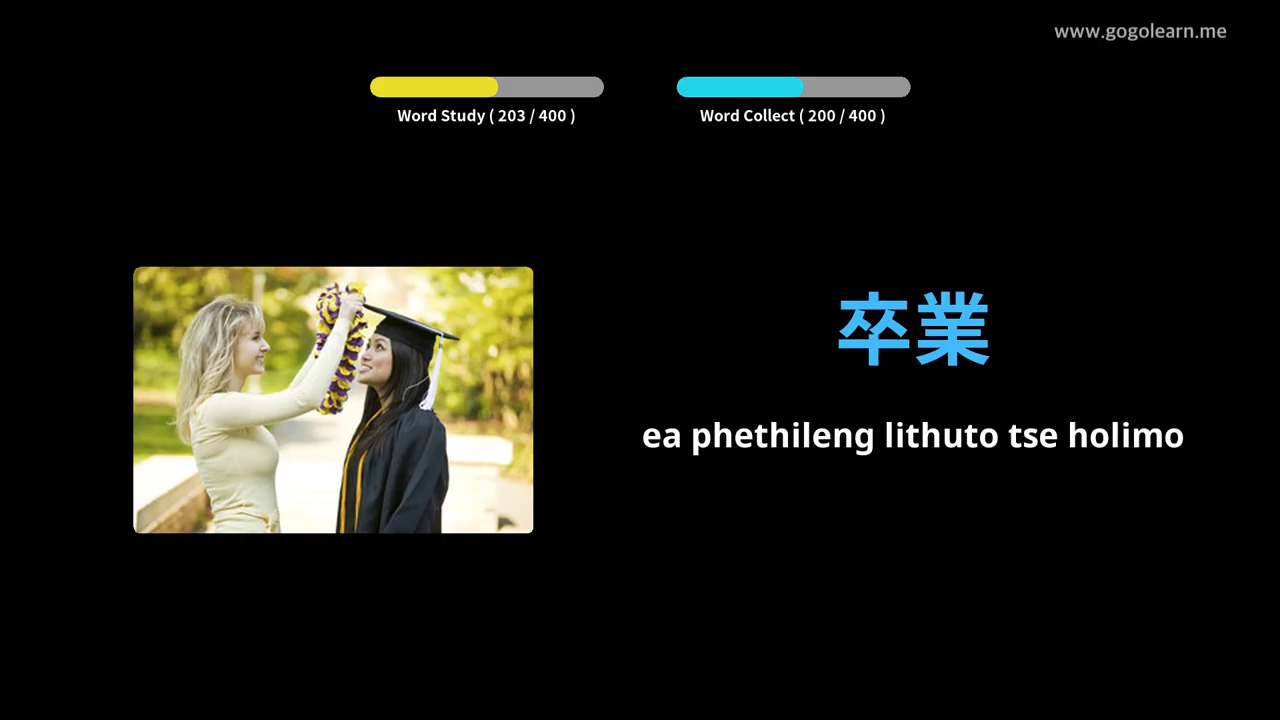 www.gogolearn.me
Word Study ( 203 / 400 )
Word Collect ( 200 / 400 )
卒業
ea phethileng lithuto tse holimo